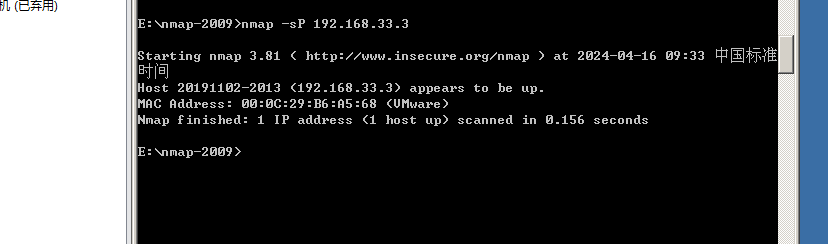 机 (已弃用)
E:\nmap-2009>nmap -sP 192.168.33.3
Starting nmap 3.81 ( http://www.insecure.org/nmap ) at 2024-04-16 09:33 中国标准
时间
Host 20191102-2013 (192.168.33.3) appears to be up.
MAC Address: 00:0C:29:B6:A5:68 (VMware)
Nmap finished: 1 IP address (1 host up) scanned in 0.156 seconds
E:\nmap-2009>